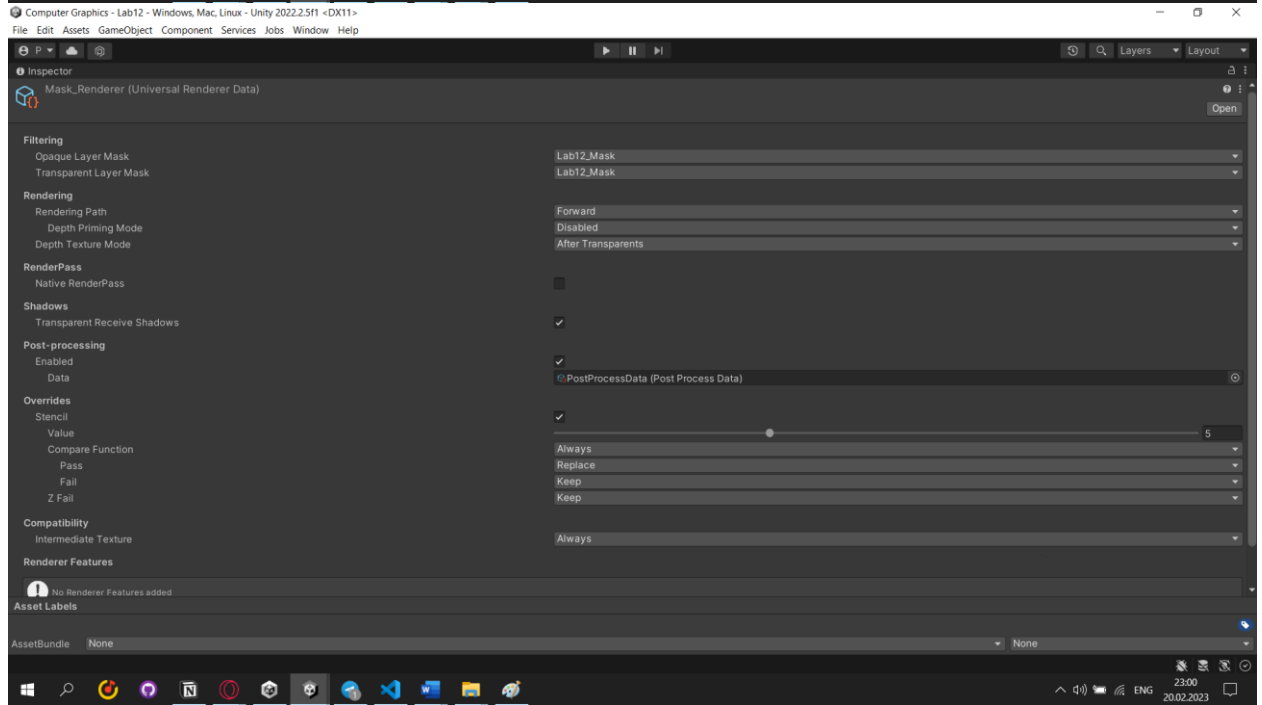 Computer Graphics - Lab12 - Windows, Mac, Linux - Unity 2022.2.5f1 <DX11>
File Edit Assets GameObject Component Services Jobs Window Help
P Layers Layout
Inspector
Mask_Renderer (Universal Renderer Data)
Open
Filtering
Opaque Layer Mask Lab12_Mask
Transparent Layer Mask Lab12_Mask
Rendering
Rendering Path Forward
Depth Priming Mode Disabled
Depth Texture Mode After Transparents
RenderPass
Native RenderPass
Shadows
Transparent Receive Shadows
Post-processing
Enabled
Data PostProcessData (Post Process Data)
Overrides
Stencil
Value 5
Compare Function Always
Pass Replace
Fail Keep
Z Fail Keep
Compatibility
Intermediate Texture Always
Renderer Features
No Renderer Features added
Asset Labels
AssetBundle None None
ENG 23:00
20.02.2023